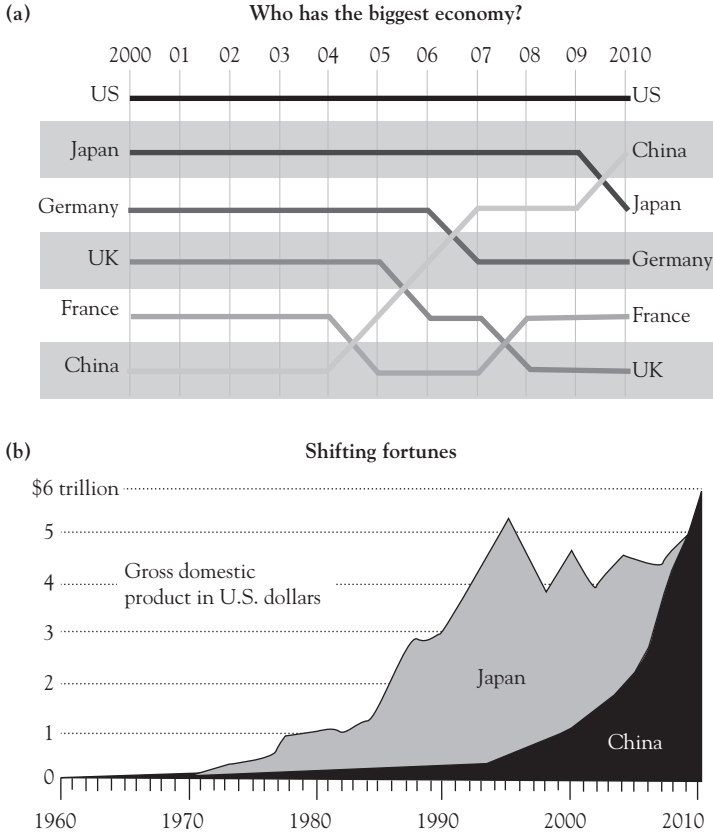 (a) Who has the biggest economy?
2000 01 02 03 04 05 06 07 08 09 2010
US US
Japan China
Germany Japan
UK Germany
France France
China UK
(b) Shifting fortunes
$6 trillion
5
Gross domestic
4
product in U.S. dollars
3
2 Japan
1
China
0
1960 1970 1980 1990 2000 2010